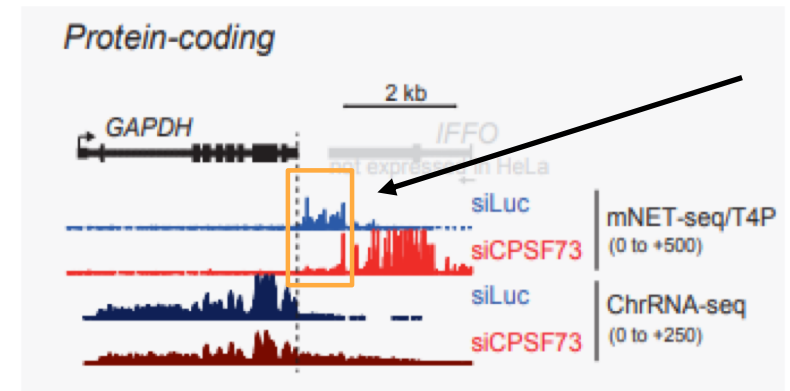 Protein-coding
2 kb
GAPDH
IFFO
not expressed in HeLa
siLuc
siCPSF73
mNET-seq/T4P
(0 to +500)
siLuc
siCPSF73
ChrRNA-seq
(0 to +250)